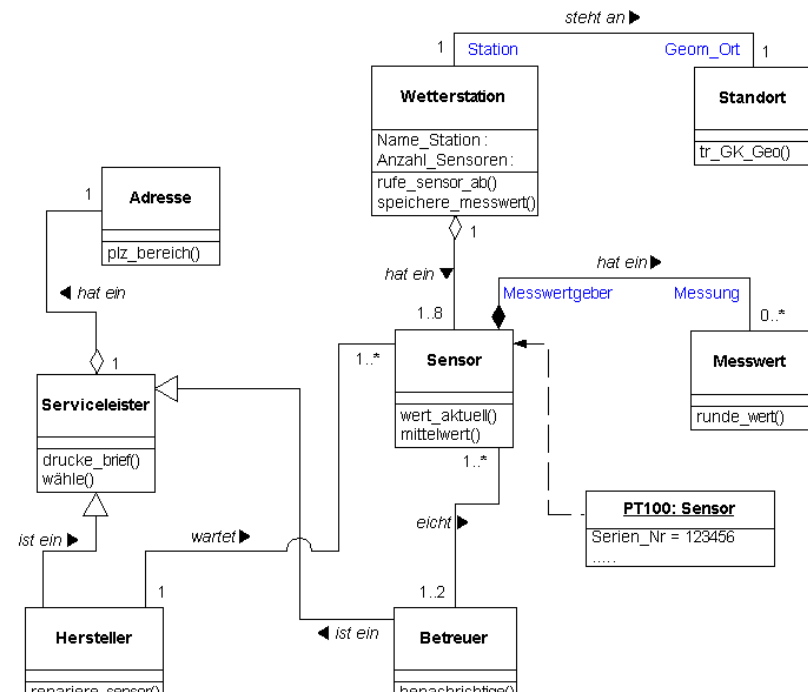 steht an
1
Station
Geom_Ort
1
Wetterstation
Name_Station :
Anzahl_Sensoren :
rufe_sensor_ab()
speichere_messwert()
Standort
tr_GK_Geo()
1
Adresse
plz_bereich()
hat ein
1
hat ein
1..8
hat ein
Messwertgeber
Messung
0..*
1
Serviceleister
drucke_brief()
wähle()
1..*
Sensor
wert_aktuell()
mittelwert()
Messwert
runde_wert()
1..*
PT100: Sensor
Serien_Nr = 123456
.....
ist ein
wartet
eicht
1
1..2
Hersteller
repariere_sensor()
ist ein
Betreuer
benachrichtige()